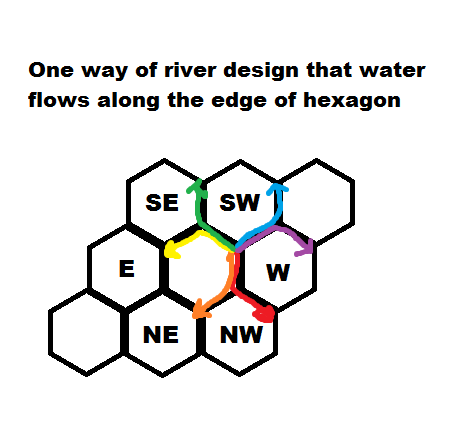 One way of river design that water
flows along the edge of hexagon
SE SW
E W
NE NW